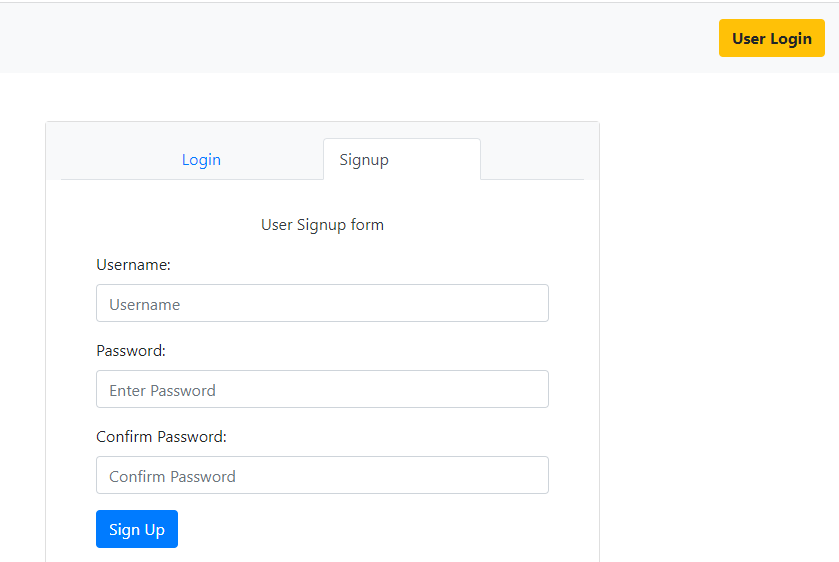 User Login
Login Signup
User Signup form
Username:
Username
Password:
Enter Password
Confirm Password:
Confirm Password
Sign Up